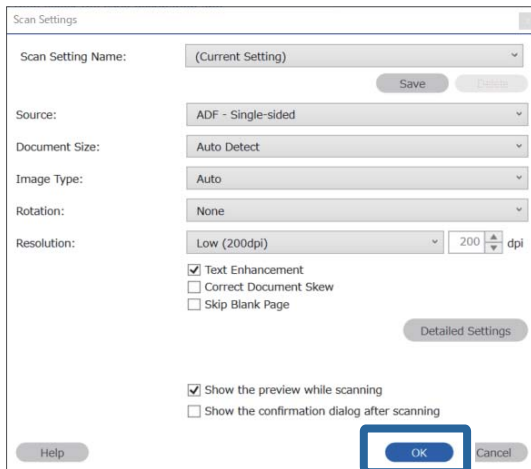 Scan Settings
Scan Setting Name: (Current Setting)
Save Delete
Source: ADF - Single-sided
Document Size: Auto Detect
Image Type: Auto
Rotation: None
Resolution: Low (200dpi) 200 dpi
Text Enhancement
Correct Document Skew
Skip Blank Page
Detailed Settings
Show the preview while scanning
Show the confirmation dialog after scanning
Help OK Cancel